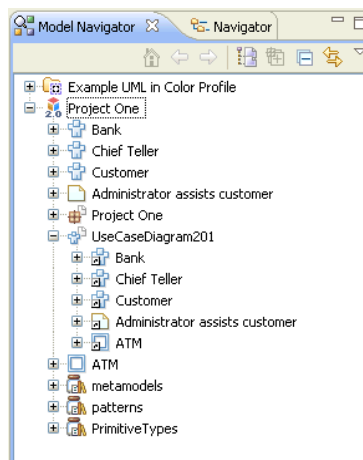 Model Navigator Navigator
Example UML in Color Profile
2.0 Project One
Bank
Chief Teller
Customer
Administrator assists customer
Project One
UseCaseDiagram201
Bank
Chief Teller
Customer
Administrator assists customer
ATM
ATM
metamodels
patterns
PrimitiveTypes